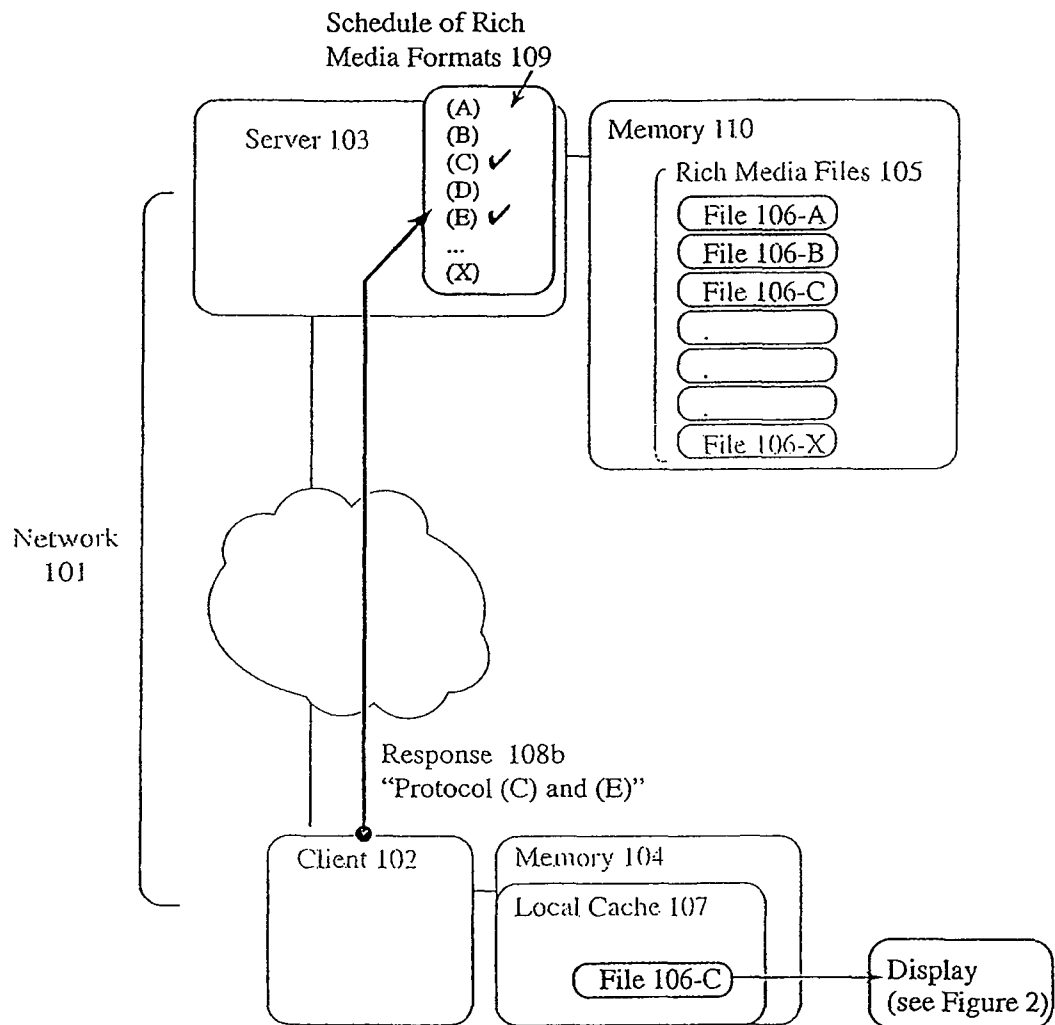 Schedule of Rich
Media Formats 109
(A)
(B)
(C) ✓
(D)
(E) ✓
...
(X)
Server 103
Memory 110
Rich Media Files 105
File 106-A
File 106-B
File 106-C
.
.
.
File 106-X
Network
101
Response 108b
“Protocol (C) and (E)”
Client 102
Memory 104
Local Cache 107
File 106-C
Display
(see Figure 2)